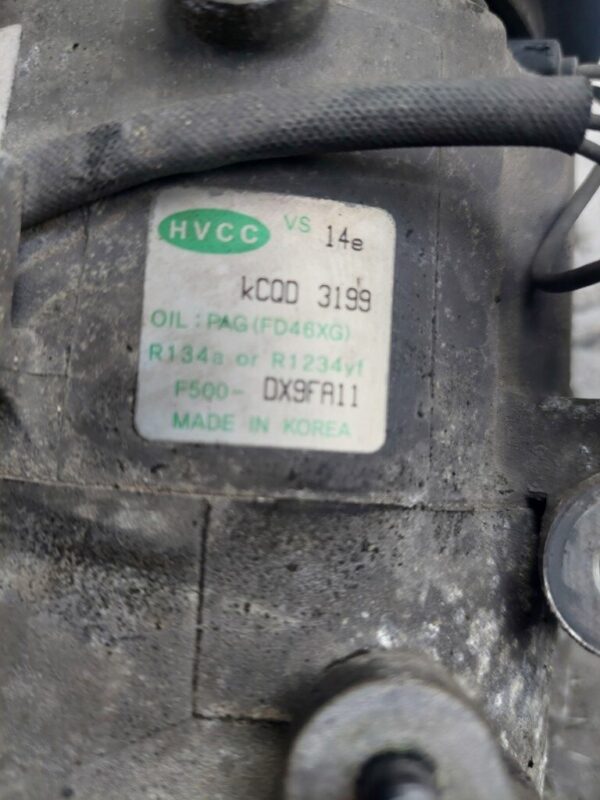 HVCC VS 14e
kCQD 3199
OIL : PAG(FD46XG)
R134a or R1234yf
F500- DX9FA11
MADE IN KOREA